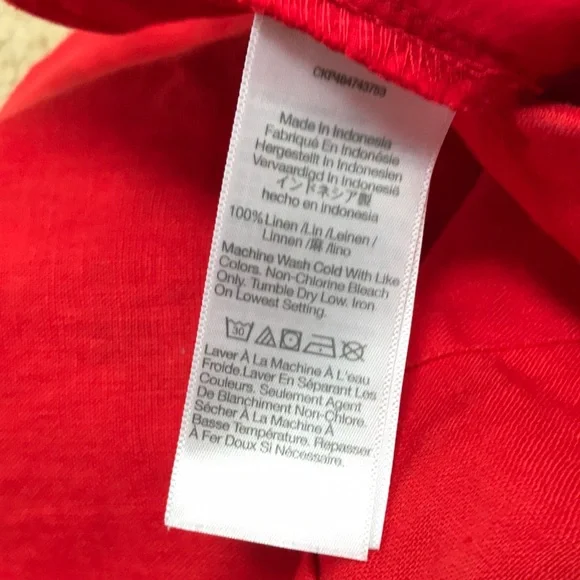 CKP484743753
Made In Indonesia
Fabriqué En Indonésie
Hergestellt In Indonesien
Vervaardigd In Indonesië
インドネシア製
hecho en indonesia
100% Linen /Lin /Leinen /
Linnen /麻 /lino
Machine Wash Cold With Like
Colors. Non-Chlorine Bleach
Only. Tumble Dry Low. Iron
On Lowest Setting.
30
Laver À La Machine À L'eau
Froide.Laver En Séparant Les
Couleurs. Seulement Agent
De Blanchiment Non-Chlore.
Sécher À La Machine À
Basse Température. Repasser
À Fer Doux Si Nécessaire.